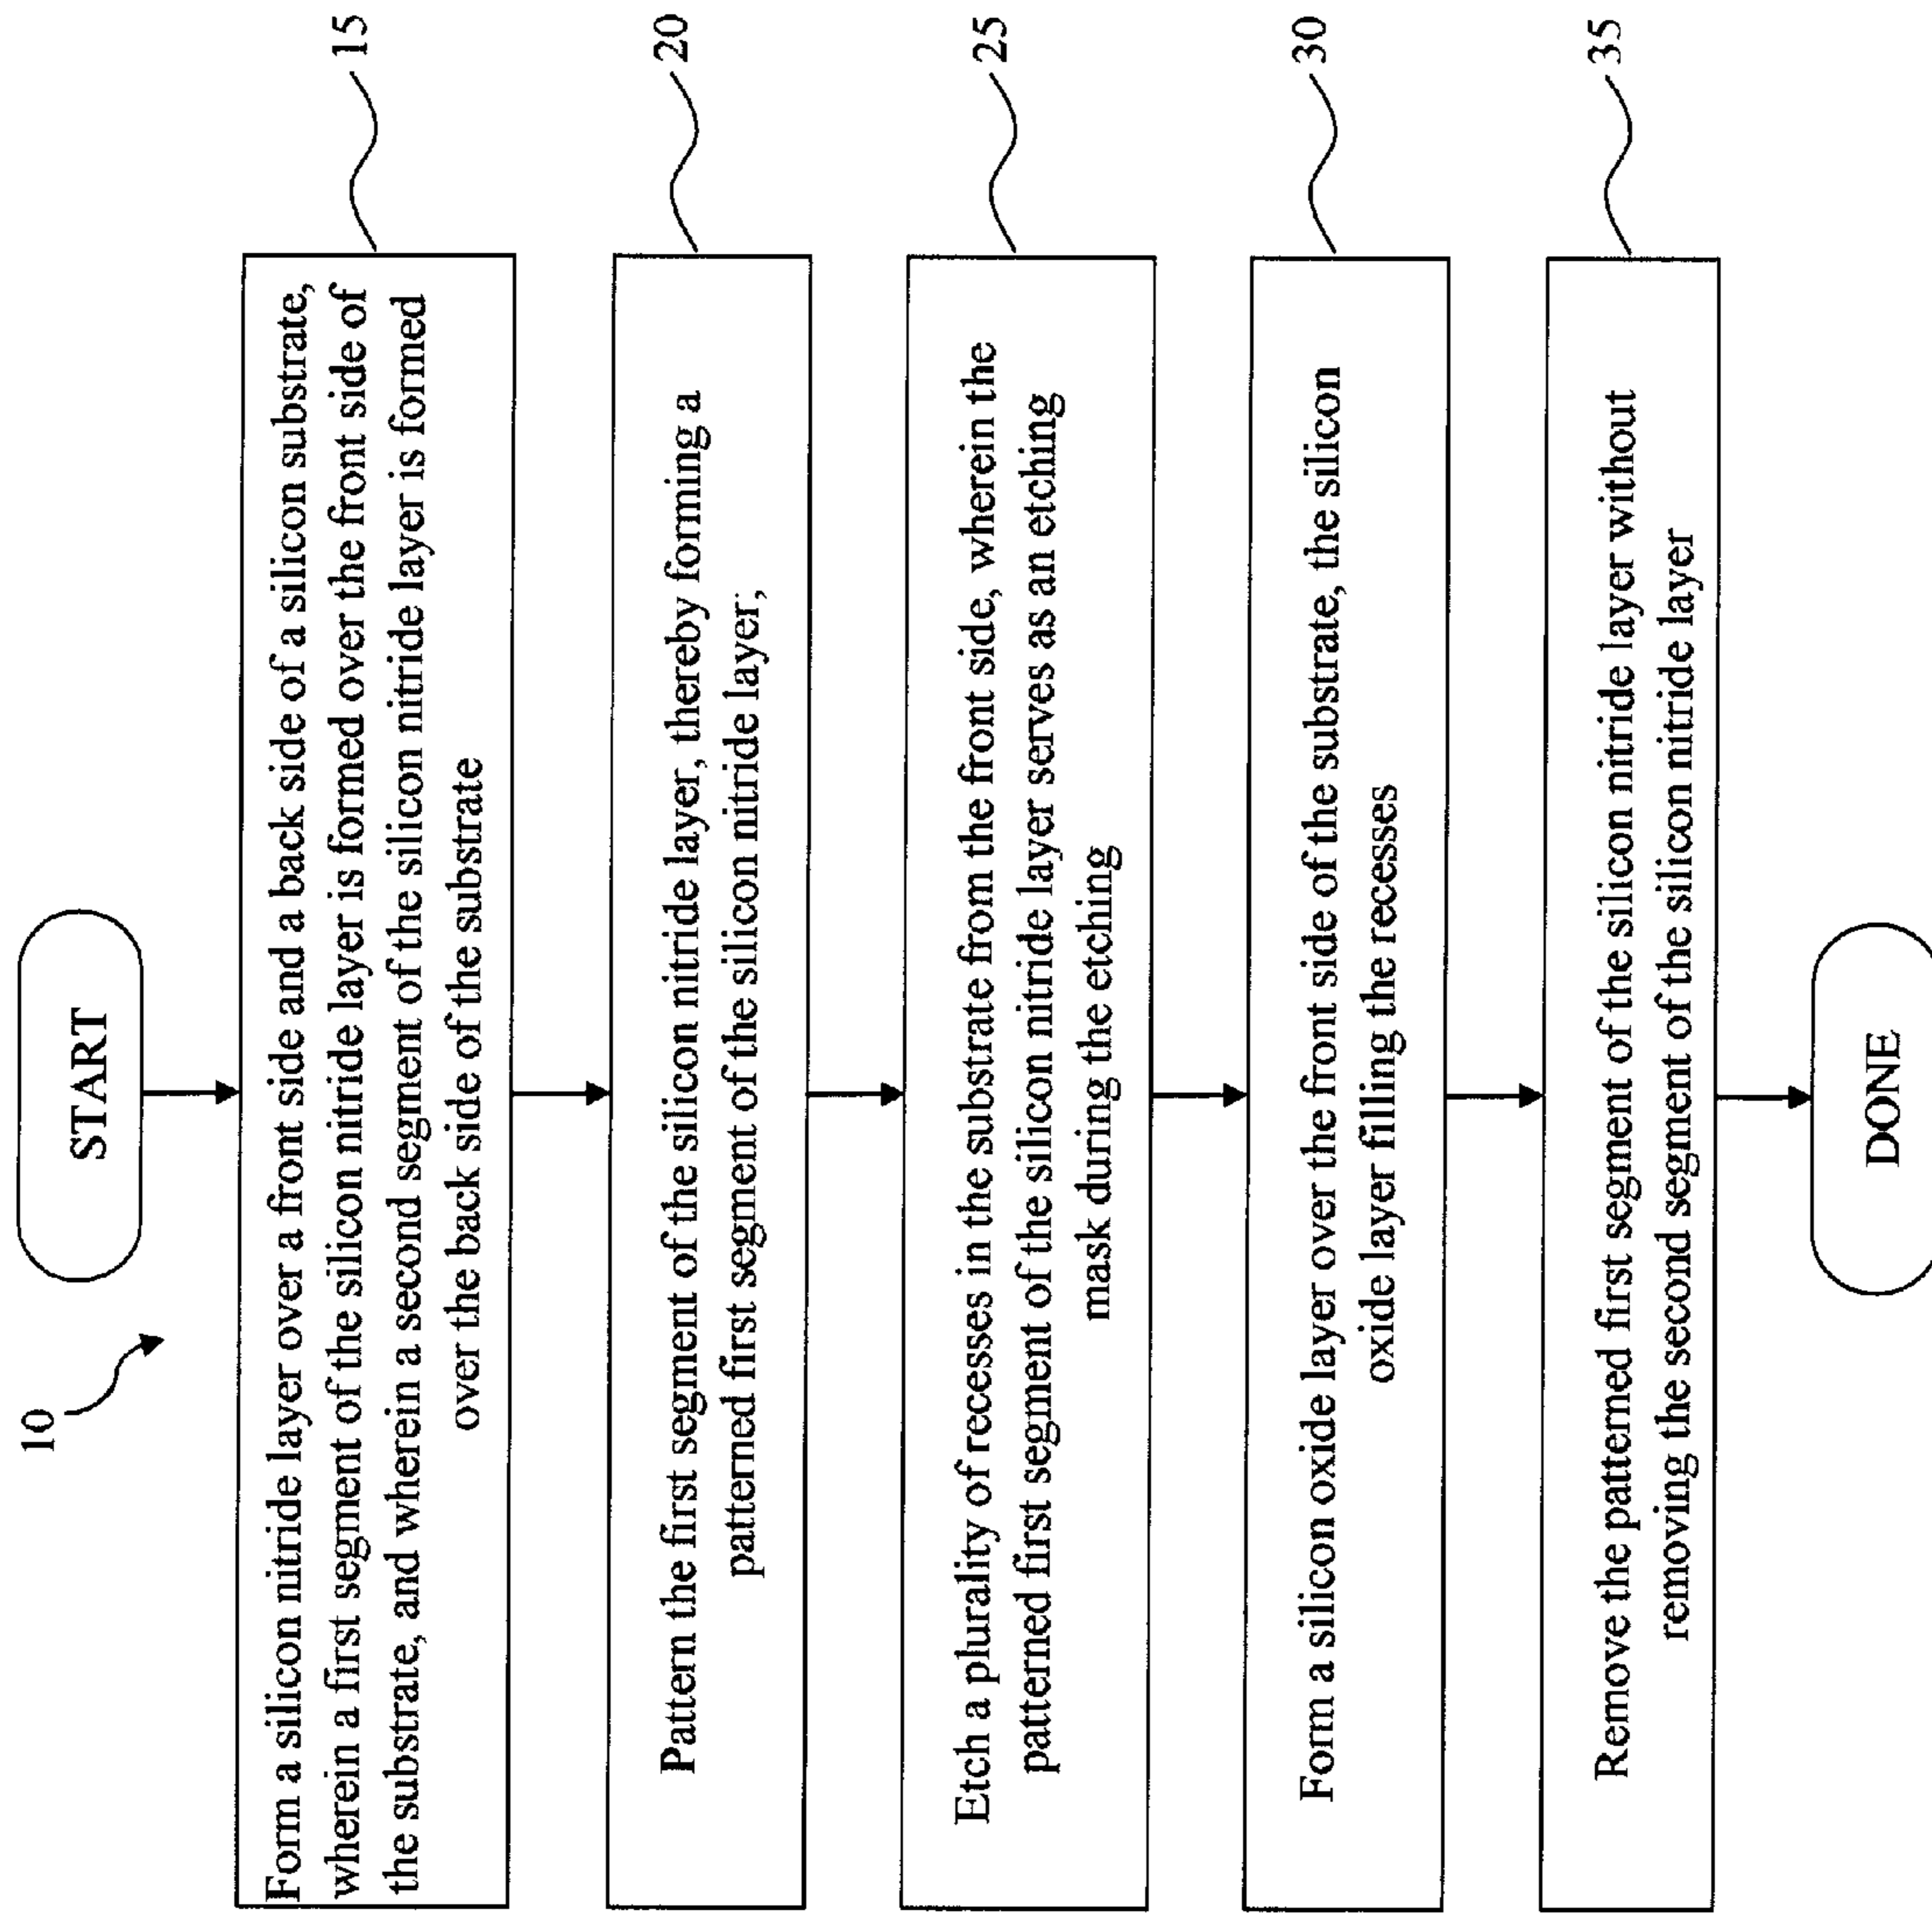 10
START
Form a silicon nitride layer over a front side and a back side of a silicon substrate,
wherein a first segment of the silicon nitride layer is formed over the front side of
the substrate, and wherein a second segment of the silicon nitride layer is formed
over the back side of the substrate
15
Pattern the first segment of the silicon nitride layer, thereby forming a
patterned first segment of the silicon nitride layer;
20
Etch a plurality of recesses in the substrate from the front side, wherein the
patterned first segment of the silicon nitride layer serves as an etching
mask during the etching
25
Form a silicon oxide layer over the front side of the substrate, the silicon
oxide layer filling the recesses
30
Remove the patterned first segment of the silicon nitride layer without
removing the second segment of the silicon nitride layer
35
DONE